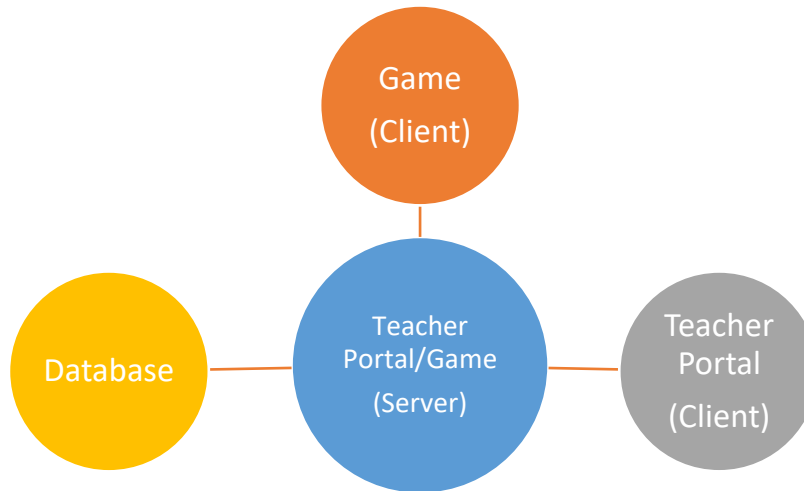 Game
(Client)
Database
Teacher
Portal/Game
(Server)
Teacher
Portal
(Client)